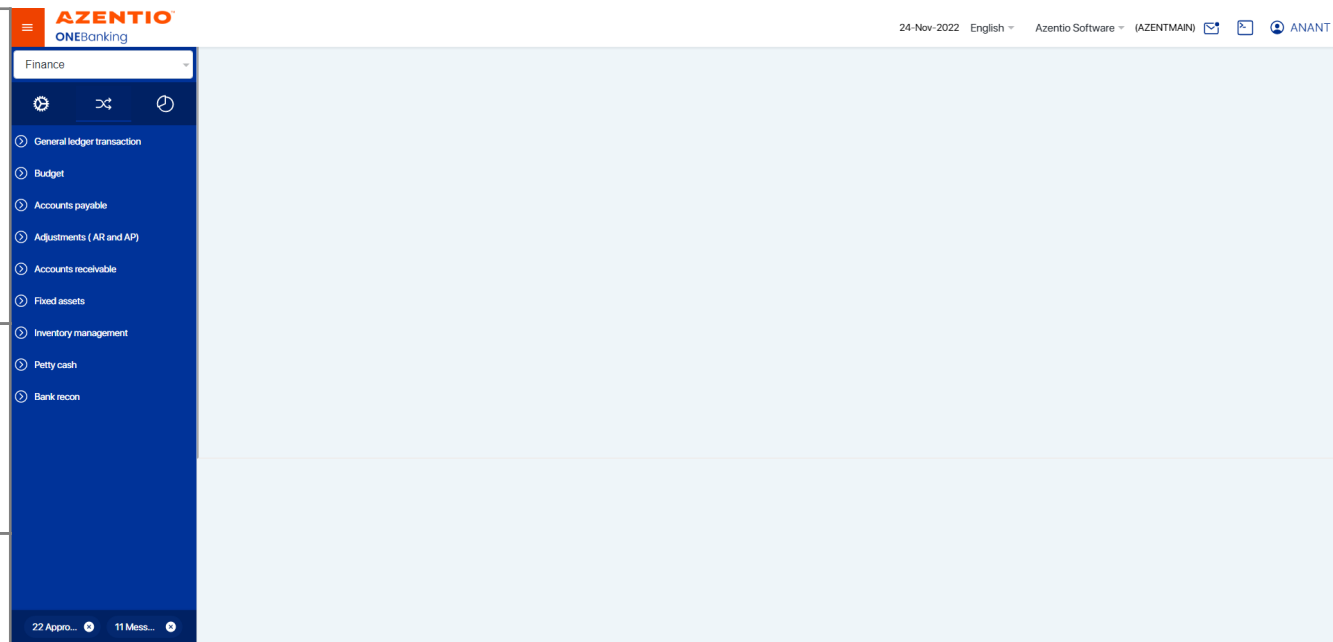 AZENTIO
ONEBanking
24-Nov-2022 English Azentio Software (AZENTMAIN) ANANT
Finance
General ledger transaction
Budget
Accounts payable
Adjustments ( AR and AP)
Accounts receivable
Fixed assets
Inventory management
Petty cash
Bank recon
22 Appro... 11 Mess...